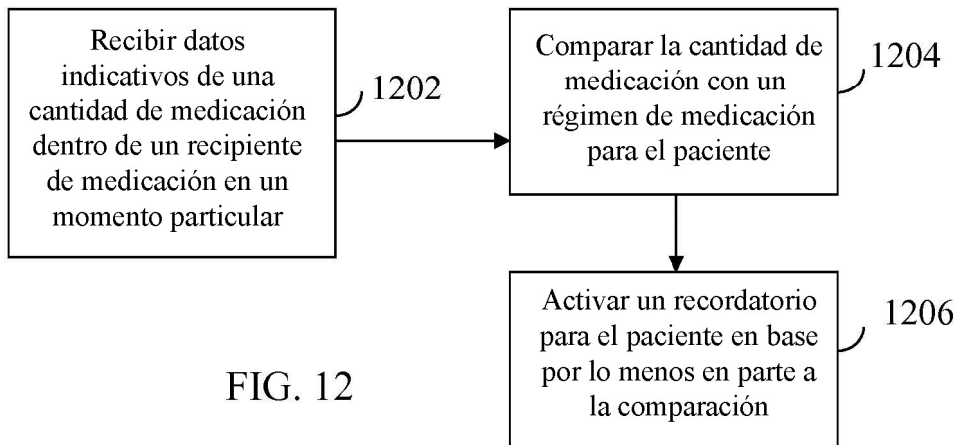 Recibir datos
indicativos de una
cantidad de medicación
dentro de un recipiente
de medicación en un
momento particular
1202
Comparar la cantidad de
medicación con un
régimen de medicación
para el paciente
1204
Activar un recordatorio
para el paciente en base
por lo menos en parte a
la comparación
1206
FIG. 12